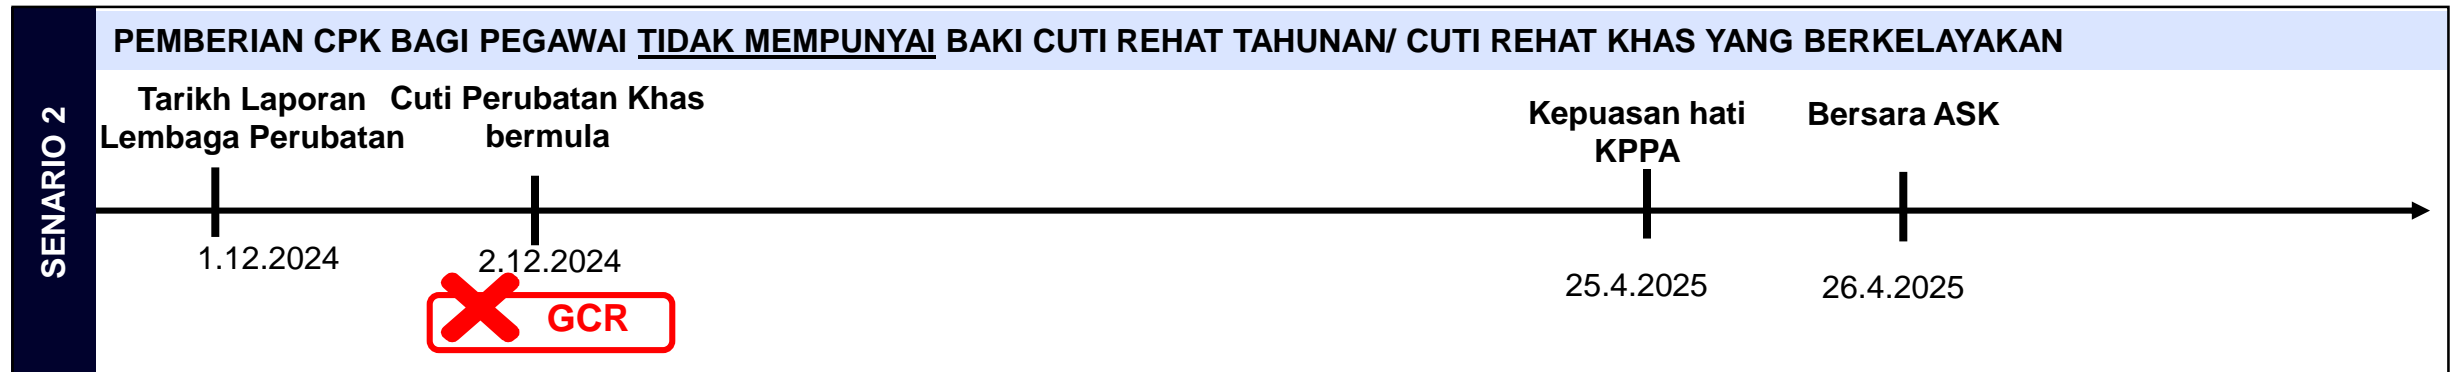 SENARIO 2
PEMBERIAN CPK BAGI PEGAWAI TIDAK MEMPUNYAI BAKI CUTI REHAT TAHUNAN/ CUTI REHAT KHAS YANG BERKELAYAKAN
Tarikh Laporan
Lembaga Perubatan
Cuti Perubatan Khas
bermula
Kepuasan hati
KPPA
Bersara ASK
1.12.2024
2.12.2024
25.4.2025
26.4.2025
GCR